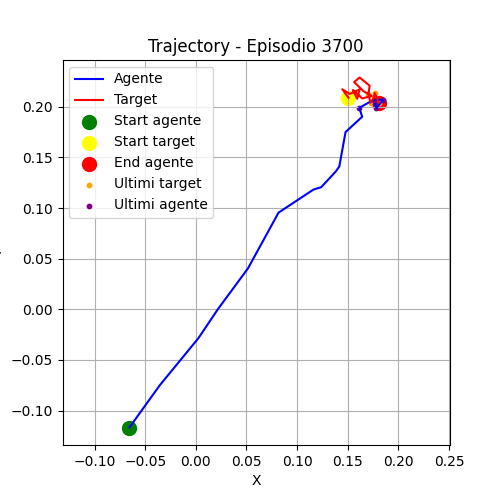 Trajectory - Episodio 3700
Agente
Target
Start agente
Start target
End agente
Ultimi target
Ultimi agente
0.20
0.15
0.10
0.05
0.00
−0.05
−0.10
−0.10 −0.05 0.00 0.05 0.10 0.15 0.20 0.25
X